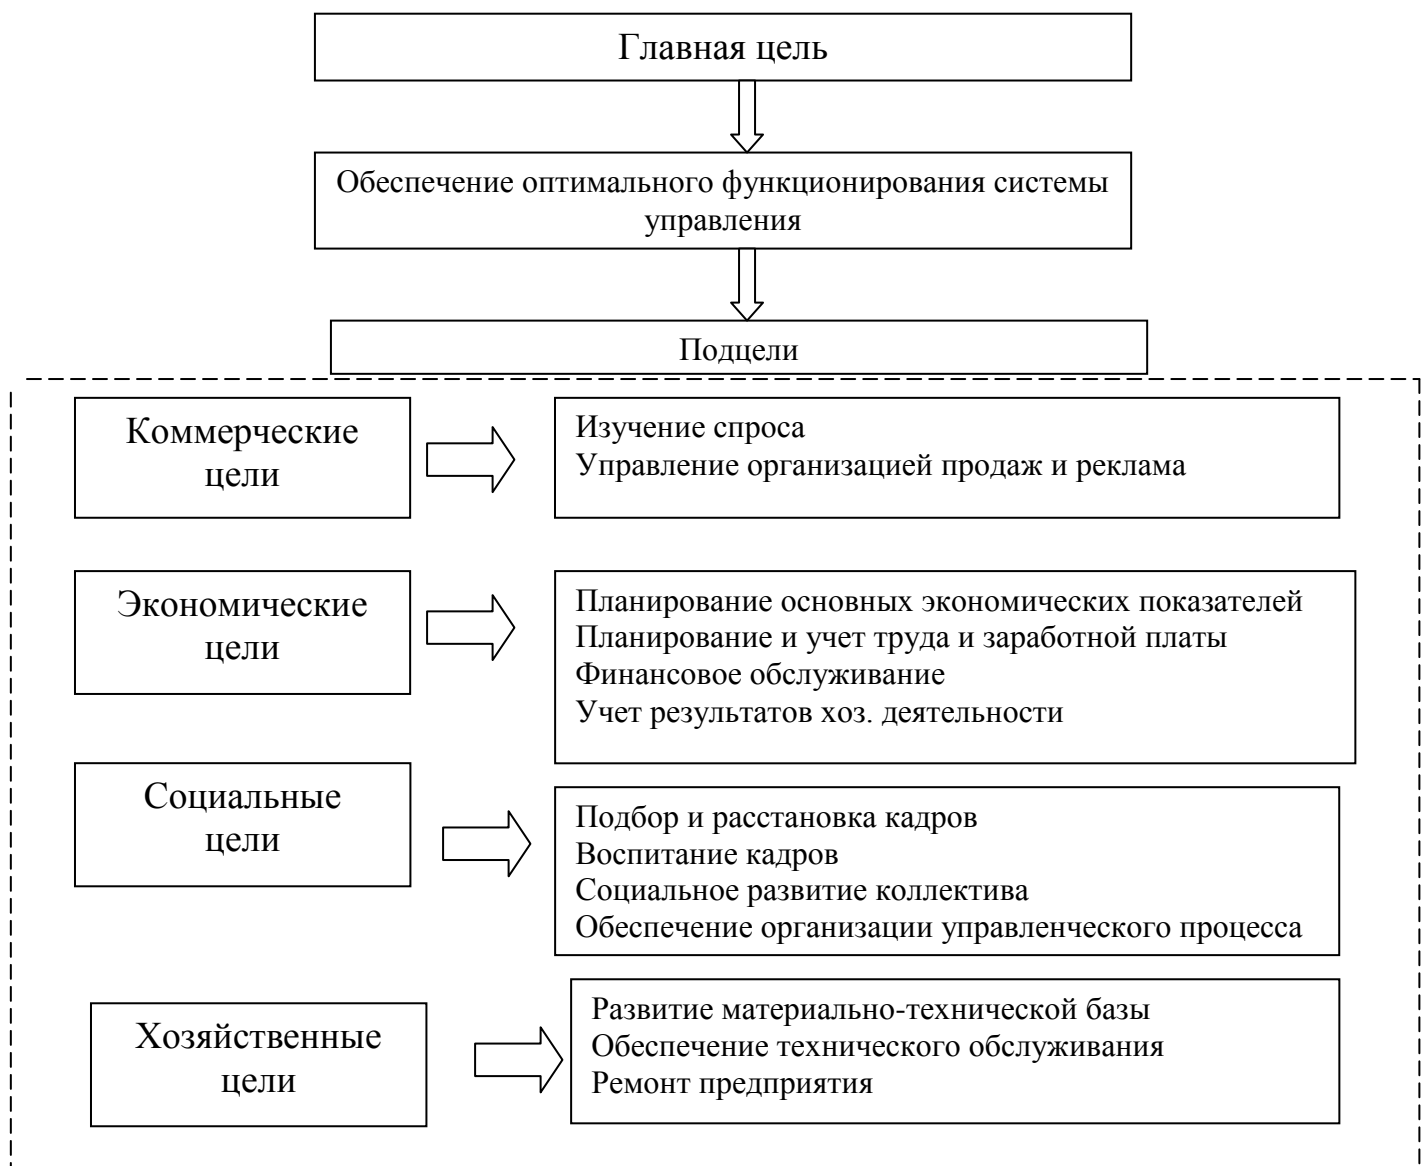 Главная цель
Обеспечение оптимального функционирования системы
управления
Подцели
Коммерческие
цели
Изучение спроса
Управление организацией продаж и реклама
Экономические
цели
Планирование основных экономических показателей
Планирование и учет труда и заработной платы
Финансовое обслуживание
Учет результатов хоз. деятельности
Социальные
цели
Подбор и расстановка кадров
Воспитание кадров
Социальное развитие коллектива
Обеспечение организации управленческого процесса
Хозяйственные
цели
Развитие материально-технической базы
Обеспечение технического обслуживания
Ремонт предприятия